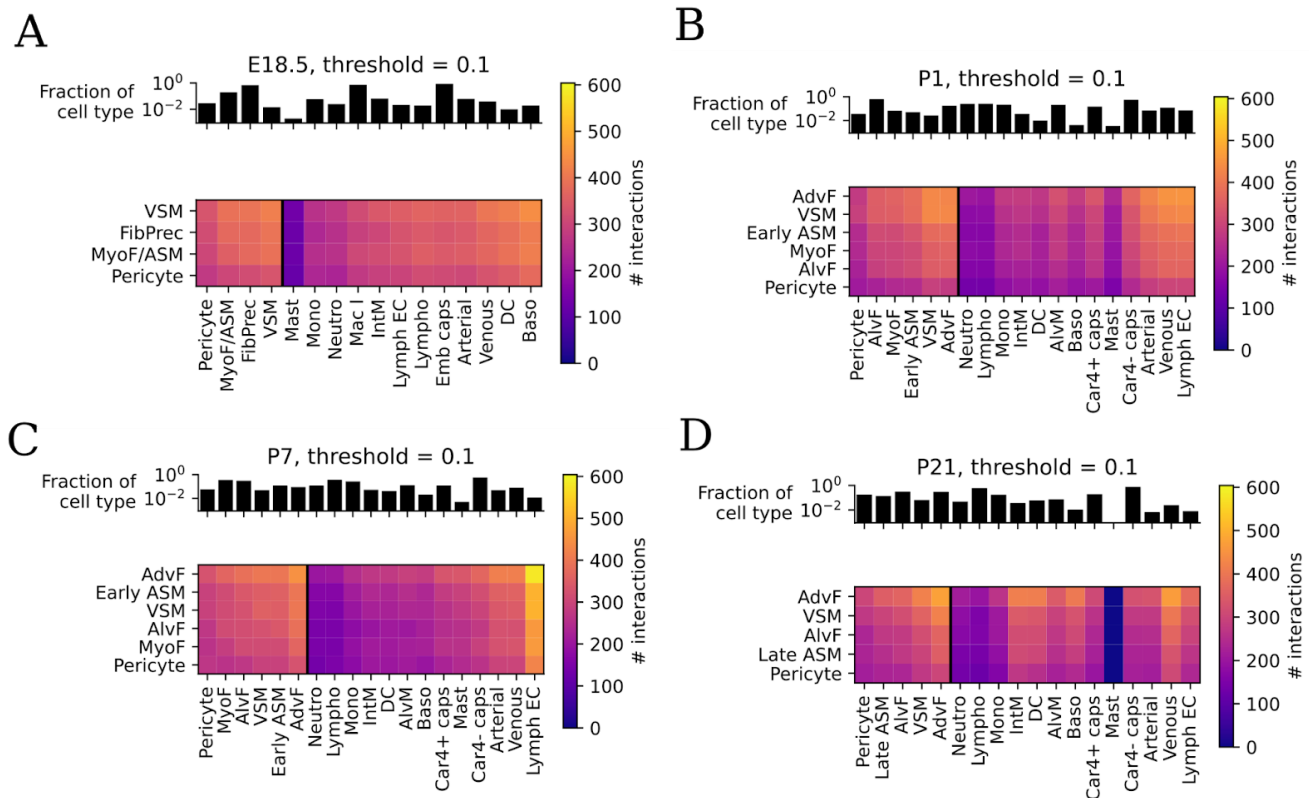 A
E18.5, threshold = 0.1
Fraction of
cell type
10⁰
10⁻²
VSM
FibPrec
MyoF/ASM
Pericyte
Pericyte
MyoF/ASM
FibPrec
VSM
Mast
Mono
Neutro
Mac I
IntM
Lymph EC
Lympho
Emb caps
Arterial
Venous
DC
Baso
600
500
400
300
200
100
0
# interactions
B
P1, threshold = 0.1
Fraction of
cell type
10⁰
10⁻²
AdvF
VSM
Early ASM
MyoF
AlvF
Pericyte
Pericyte
AlvF
MyoF
Early ASM
VSM
AdvF
Neutro
Lympho
Mono
IntM
DC
AlvM
Baso
Car4+ caps
Mast
Car4- caps
Arterial
Venous
Lymph EC
600
500
400
300
200
100
0
# interactions
C
P7, threshold = 0.1
Fraction of
cell type
10⁰
10⁻²
AdvF
Early ASM
VSM
AlvF
MyoF
Pericyte
Pericyte
MyoF
AlvF
VSM
Early ASM
AdvF
Neutro
Lympho
Mono
IntM
DC
AlvM
Baso
Car4+ caps
Mast
Car4- caps
Arterial
Venous
Lymph EC
600
500
400
300
200
100
0
# interactions
D
P21, threshold = 0.1
Fraction of
cell type
10⁰
10⁻²
AdvF
VSM
AlvF
Late ASM
Pericyte
Pericyte
Late ASM
AlvF
VSM
AdvF
Neutro
Lympho
Mono
IntM
DC
AlvM
Baso
Car4+ caps
Mast
Car4- caps
Arterial
Venous
Lymph EC
600
500
400
300
200
100
0
# interactions